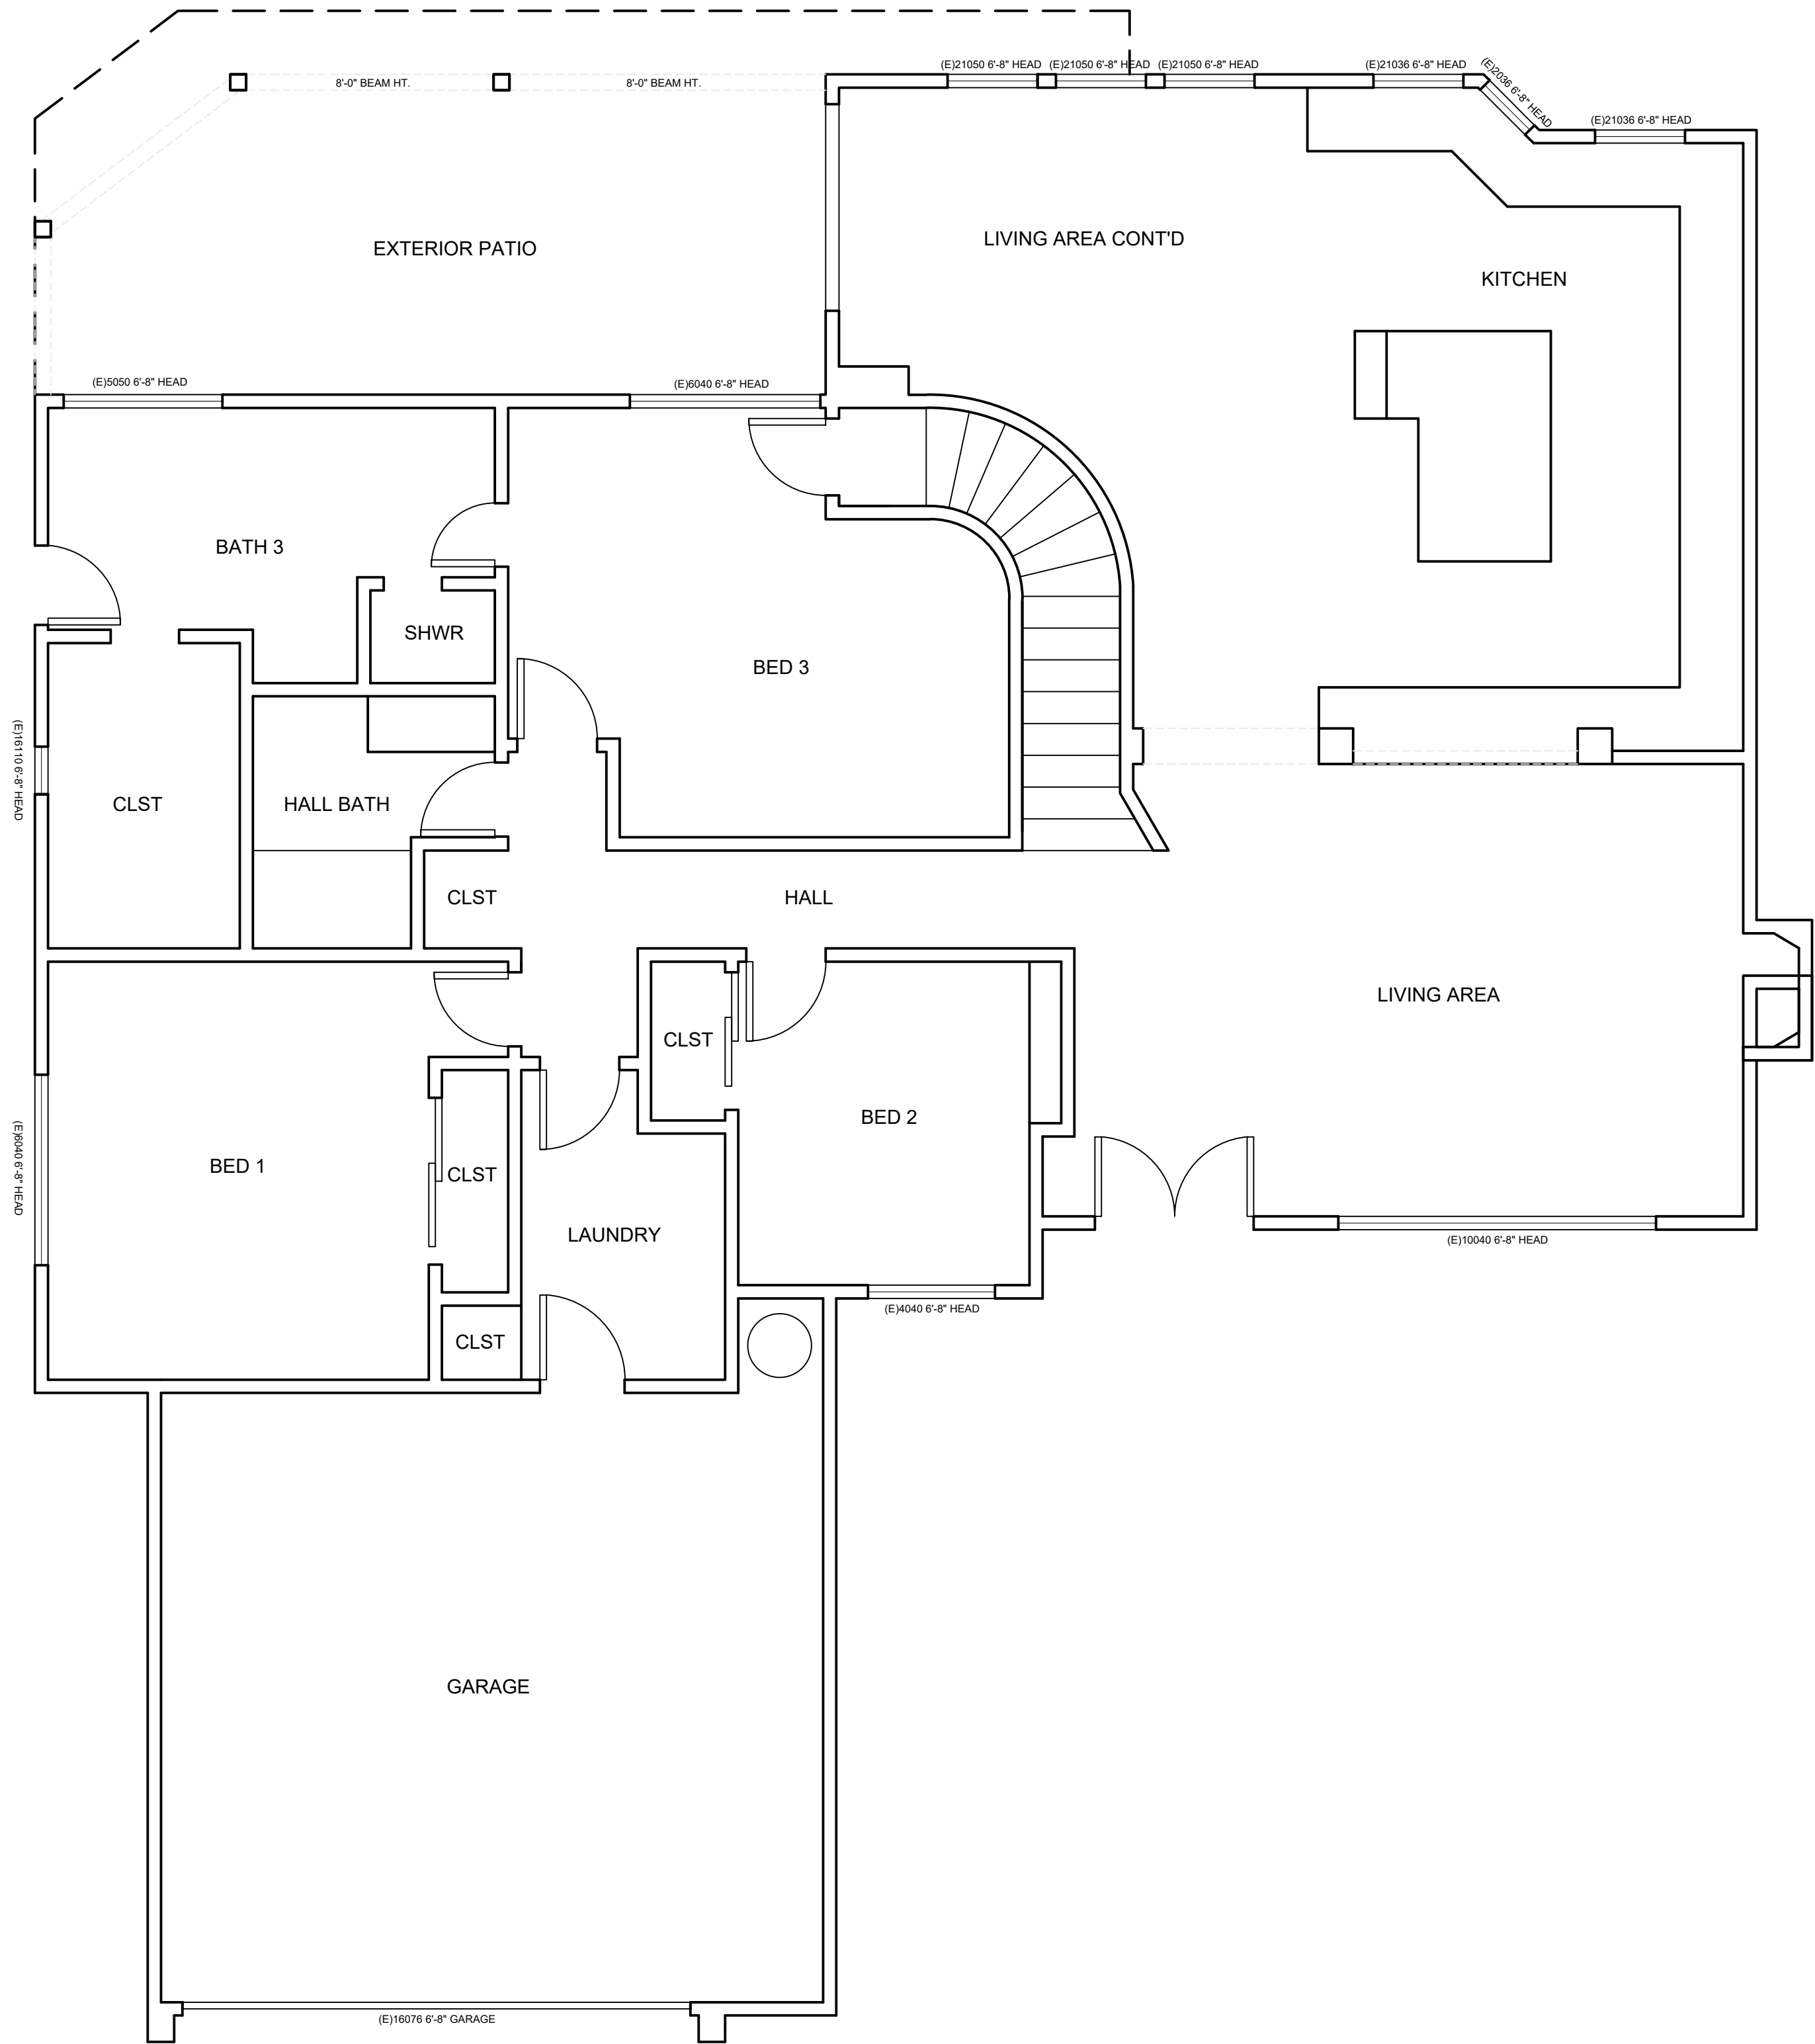 (E)21050 6'-8" HEAD
(E)21050 6'-8" HEAD
(E)21050 6'-8" HEAD
(E)21036 6'-8" HEAD
(E)2036 6'-8" HEAD
(E)21036 6'-8" HEAD
8'-0" BEAM HT.
8'-0" BEAM HT.
EXTERIOR PATIO
LIVING AREA CONT'D
KITCHEN
(E)5050 6'-8" HEAD
(E)6040 6'-8" HEAD
BATH 3
SHWR
BED 3
(E)16110 6'-8" HEAD
CLST
HALL BATH
CLST
HALL
LIVING AREA
CLST
BED 2
(E)6040 6'-8" HEAD
BED 1
CLST
LAUNDRY
(E)10040 6'-8" HEAD
(E)4040 6'-8" HEAD
CLST
GARAGE
(E)16076 6'-8" GARAGE